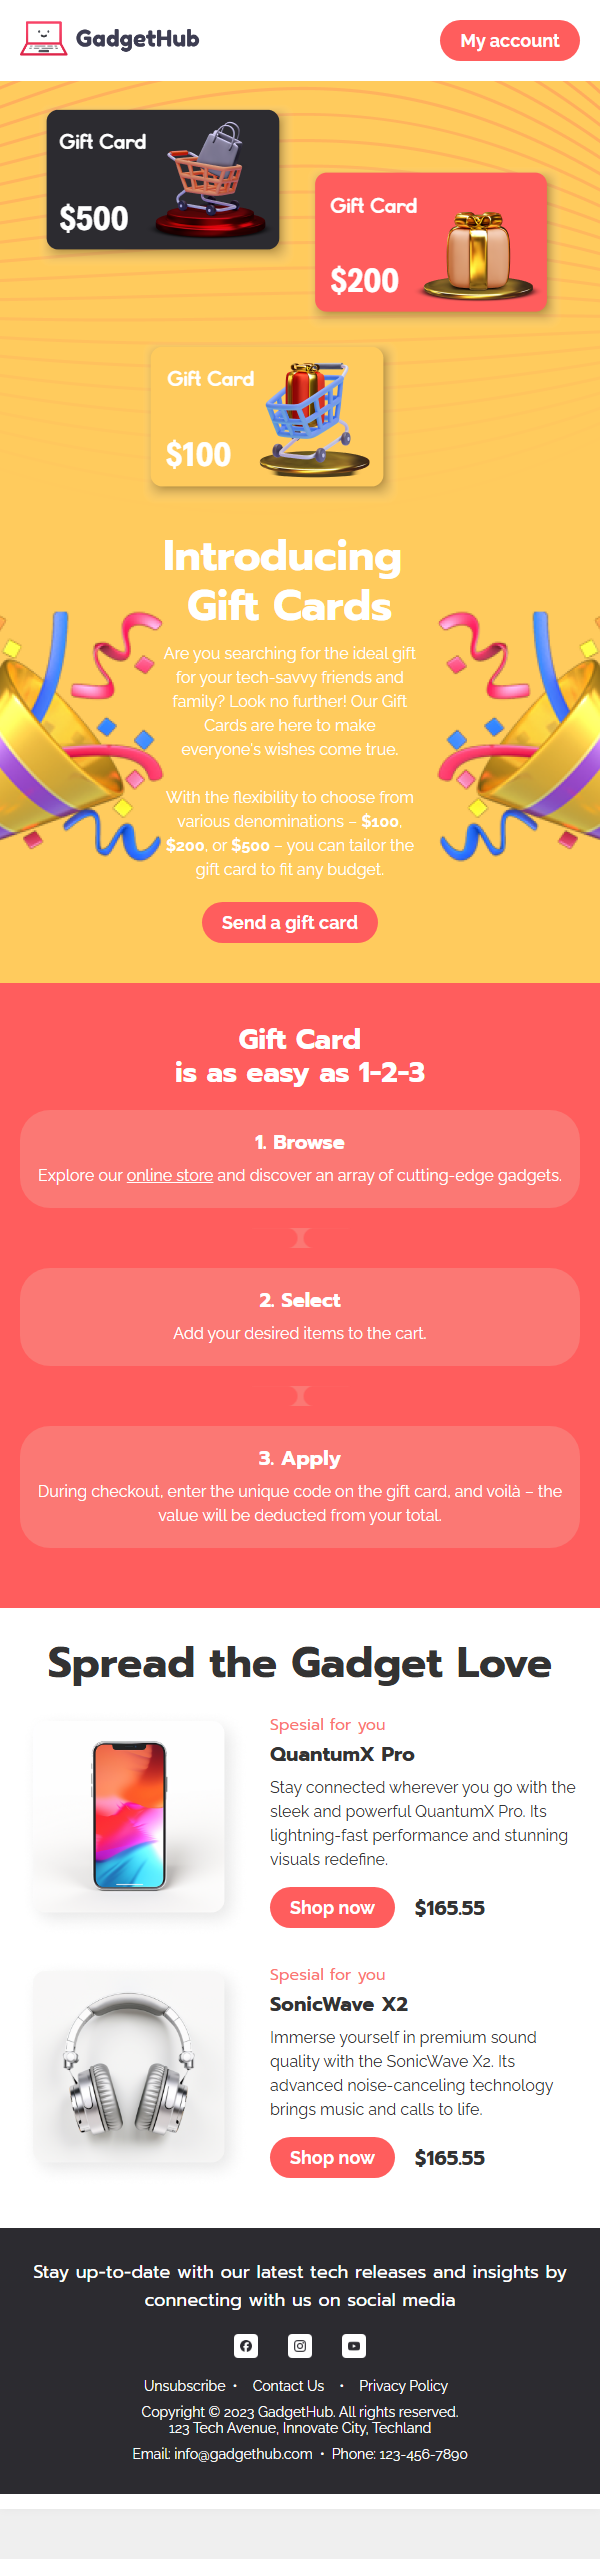 GadgetHub
My account
Gift Card
$500
Gift Card
$200
Gift Card
$100
Introducing
Gift Cards
Are you searching for the ideal gift
for your tech-savvy friends and
family? Look no further! Our Gift
Cards are here to make
everyone's wishes come true.
With the flexibility to choose from
various denominations – $100,
$200, or $500 – you can tailor the
gift card to fit any budget.
Send a gift card
Gift Card
is as easy as 1-2-3
1. Browse
Explore our online store and discover an array of cutting-edge gadgets.
2. Select
Add your desired items to the cart.
3. Apply
During checkout, enter the unique code on the gift card, and voilà – the
value will be deducted from your total.
Spread the Gadget Love
Spesial for you
QuantumX Pro
Stay connected wherever you go with the
sleek and powerful QuantumX Pro. Its
lightning-fast performance and stunning
visuals redefine.
Shop now $165.55
Spesial for you
SonicWave X2
Immerse yourself in premium sound
quality with the SonicWave X2. Its
advanced noise-canceling technology
brings music and calls to life.
Shop now $165.55
Stay up-to-date with our latest tech releases and insights by
connecting with us on social media
Unsubscribe • Contact Us • Privacy Policy
Copyright © 2023 GadgetHub. All rights reserved.
123 Tech Avenue, Innovate City, Techland
Email: info@gadgethub.com • Phone: 123-456-7890